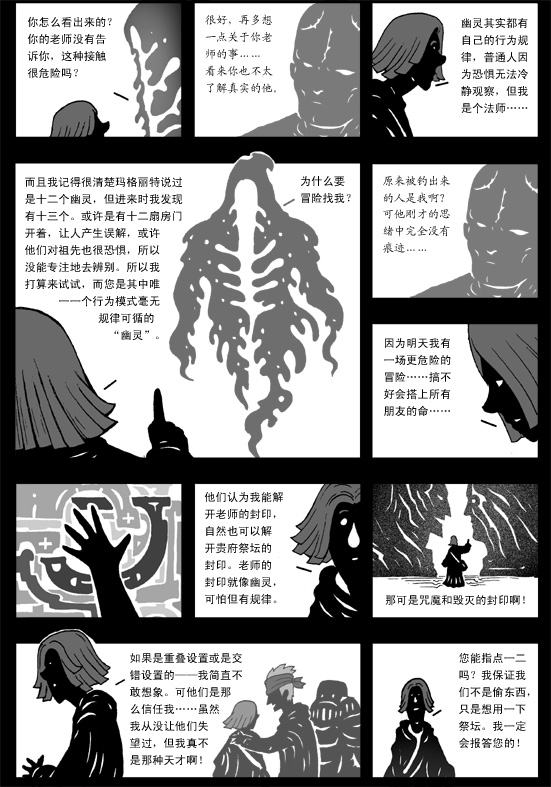 你怎么看出来的？
你的老师没有告
诉你，这种接触
很危险吗？
很好，再多想
一点关于你老
师的事……
看来你也不太
了解真实的他。
幽灵其实都有
自己的行为规
律，普通人因
为恐惧无法冷
静观察，但我
是个法师……
而且我记得很清楚玛格丽特说过
是十二个幽灵，但进来时我发现
有十三个。或许是有十二扇房门
开着，让人产生误解，或许
他们对祖先也很恐惧，所以
没能专注地去辨别。所以我
打算来试试，而您是其中唯
一一个行为模式毫无
规律可循的
“幽灵”。
为什么要
冒险找我？
原来被钓出来
的人是我啊？
可他刚才的思
绪中完全没有
痕迹……
因为明天我有
一场更危险的
冒险……搞不
好会搭上所有
朋友的命……
他们认为我能解
开老师的封印，
自然也可以解
开贵府祭坛的
封印。老师的
封印就像幽灵，
可怕但有规律。
那可是咒魔和毁灭的封印啊！
如果是重叠设置或是交
错设置的——我简直不
敢想象。可他们是那
么信任我……虽然
我从没让他们失
望过，但我真不
是那种天才啊！
您能指点一二
吗？我保证我
们不是偷东西，
只是想用一下
祭坛。我一定
会报答您的！